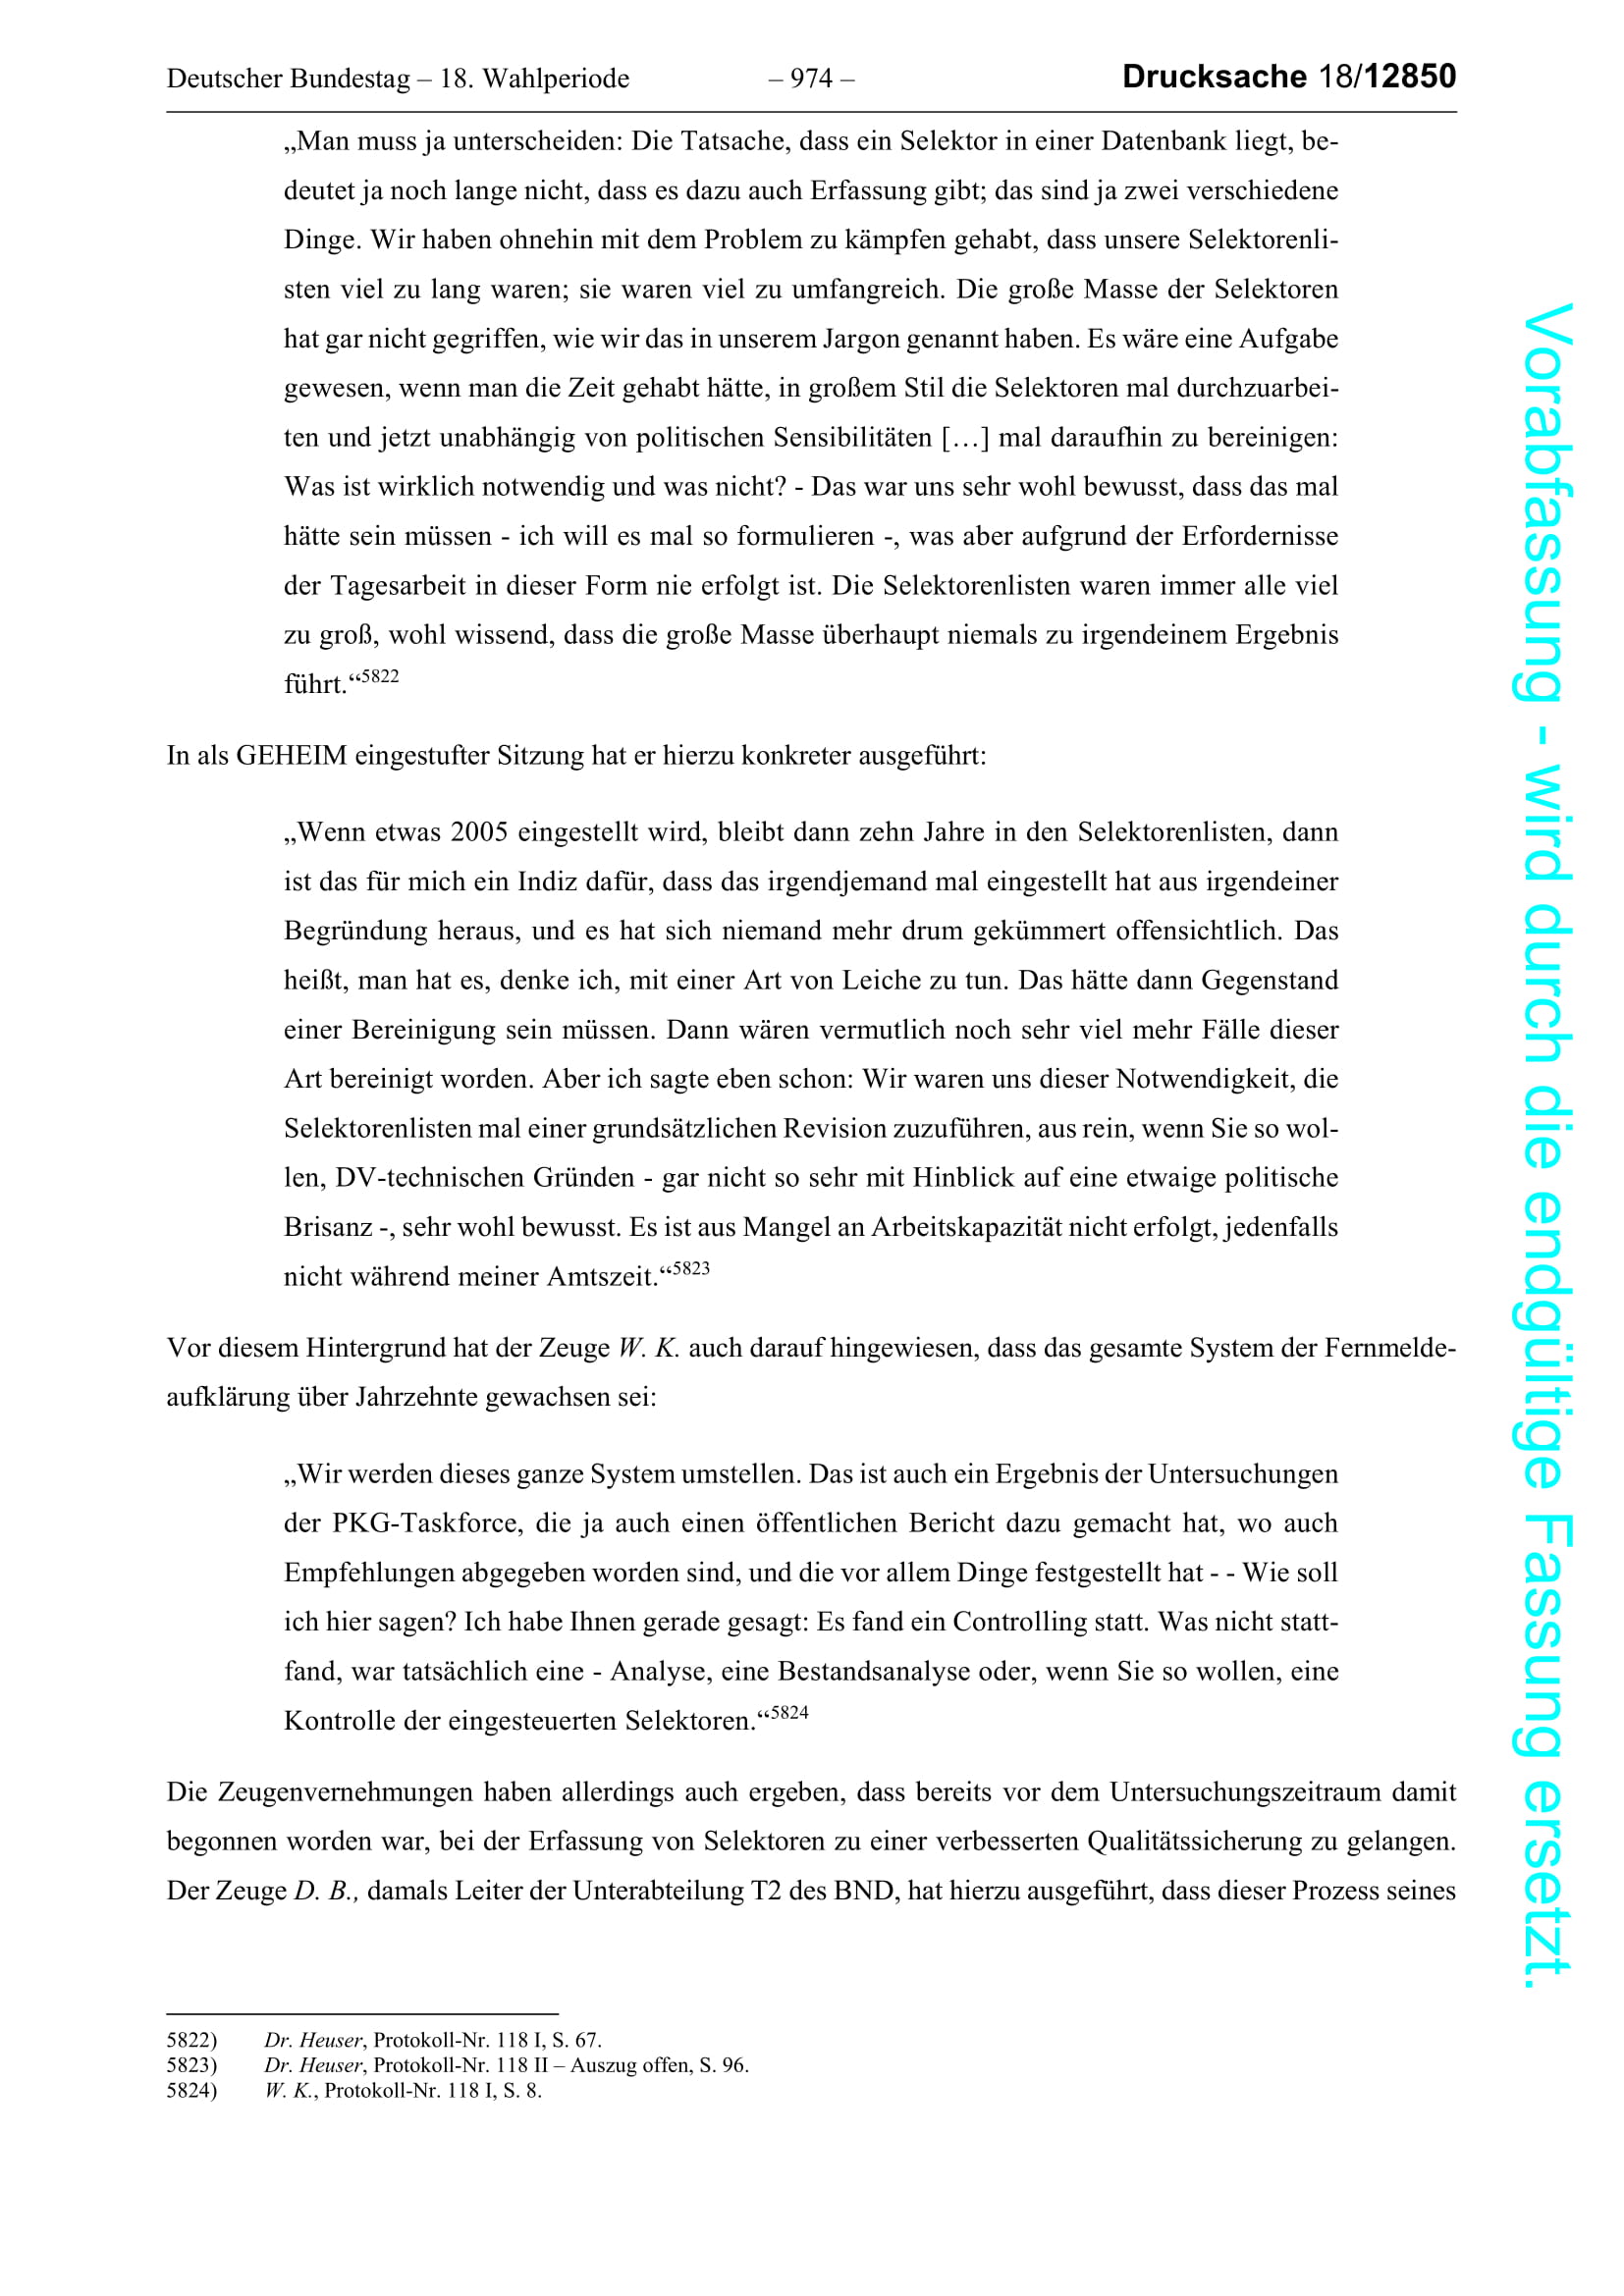 Deutscher Bundestag – 18. Wahlperiode – 974 – Drucksache 18/12850
„Man muss ja unterscheiden: Die Tatsache, dass ein Selektor in einer Datenbank liegt, be-
deutet ja noch lange nicht, dass es dazu auch Erfassung gibt; das sind ja zwei verschiedene
Dinge. Wir haben ohnehin mit dem Problem zu kämpfen gehabt, dass unsere Selektorenli-
sten viel zu lang waren; sie waren viel zu umfangreich. Die große Masse der Selektoren
hat gar nicht gegriffen, wie wir das in unserem Jargon genannt haben. Es wäre eine Aufgabe
gewesen, wenn man die Zeit gehabt hätte, in großem Stil die Selektoren mal durchzuarbei-
ten und jetzt unabhängig von politischen Sensibilitäten […] mal daraufhin zu bereinigen:
Was ist wirklich notwendig und was nicht? - Das war uns sehr wohl bewusst, dass das mal
hätte sein müssen - ich will es mal so formulieren -, was aber aufgrund der Erfordernisse
der Tagesarbeit in dieser Form nie erfolgt ist. Die Selektorenlisten waren immer alle viel
zu groß, wohl wissend, dass die große Masse überhaupt niemals zu irgendeinem Ergebnis
führt.“5822
In als GEHEIM eingestufter Sitzung hat er hierzu konkreter ausgeführt:
„Wenn etwas 2005 eingestellt wird, bleibt dann zehn Jahre in den Selektorenlisten, dann
ist das für mich ein Indiz dafür, dass das irgendjemand mal eingestellt hat aus irgendeiner
Begründung heraus, und es hat sich niemand mehr drum gekümmert offensichtlich. Das
heißt, man hat es, denke ich, mit einer Art von Leiche zu tun. Das hätte dann Gegenstand
einer Bereinigung sein müssen. Dann wären vermutlich noch sehr viel mehr Fälle dieser
Art bereinigt worden. Aber ich sagte eben schon: Wir waren uns dieser Notwendigkeit, die
Selektorenlisten mal einer grundsätzlichen Revision zuzuführen, aus rein, wenn Sie so wol-
len, DV-technischen Gründen - gar nicht so sehr mit Hinblick auf eine etwaige politische
Brisanz -, sehr wohl bewusst. Es ist aus Mangel an Arbeitskapazität nicht erfolgt, jedenfalls
nicht während meiner Amtszeit.“5823
Vor diesem Hintergrund hat der Zeuge W. K. auch darauf hingewiesen, dass das gesamte System der Fernmelde-
aufklärung über Jahrzehnte gewachsen sei:
„Wir werden dieses ganze System umstellen. Das ist auch ein Ergebnis der Untersuchungen
der PKG-Taskforce, die ja auch einen öffentlichen Bericht dazu gemacht hat, wo auch
Empfehlungen abgegeben worden sind, und die vor allem Dinge festgestellt hat - - Wie soll
ich hier sagen? Ich habe Ihnen gerade gesagt: Es fand ein Controlling statt. Was nicht statt-
fand, war tatsächlich eine - Analyse, eine Bestandsanalyse oder, wenn Sie so wollen, eine
Kontrolle der eingesteuerten Selektoren.“5824
Die Zeugenvernehmungen haben allerdings auch ergeben, dass bereits vor dem Untersuchungszeitraum damit
begonnen worden war, bei der Erfassung von Selektoren zu einer verbesserten Qualitätssicherung zu gelangen.
Der Zeuge D. B., damals Leiter der Unterabteilung T2 des BND, hat hierzu ausgeführt, dass dieser Prozess seines
5822) Dr. Heuser, Protokoll-Nr. 118 I, S. 67.
5823) Dr. Heuser, Protokoll-Nr. 118 II – Auszug offen, S. 96.
5824) W. K., Protokoll-Nr. 118 I, S. 8.
Vorabfassung - wird durch die endgültige Fassung ersetzt.